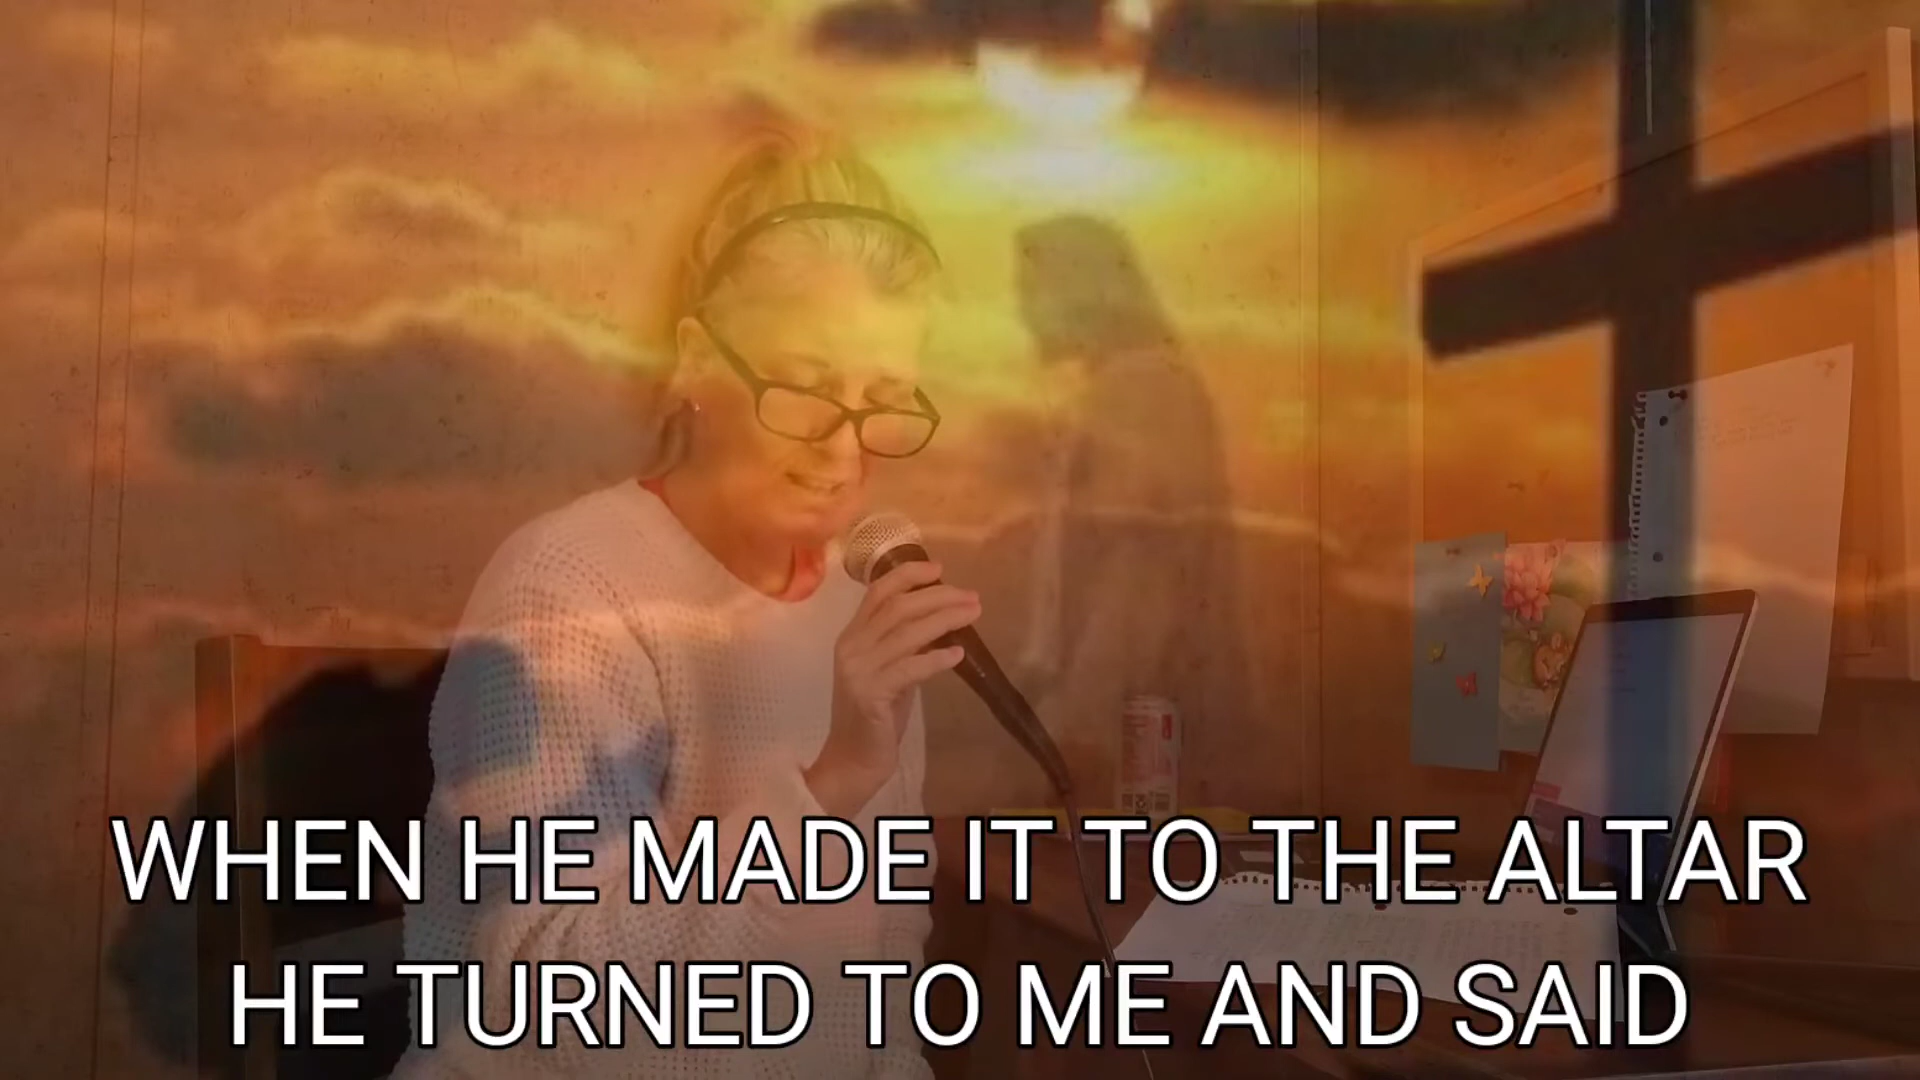 WHEN HE MADE IT TO THE ALTAR
HE TURNED TO ME AND SAID